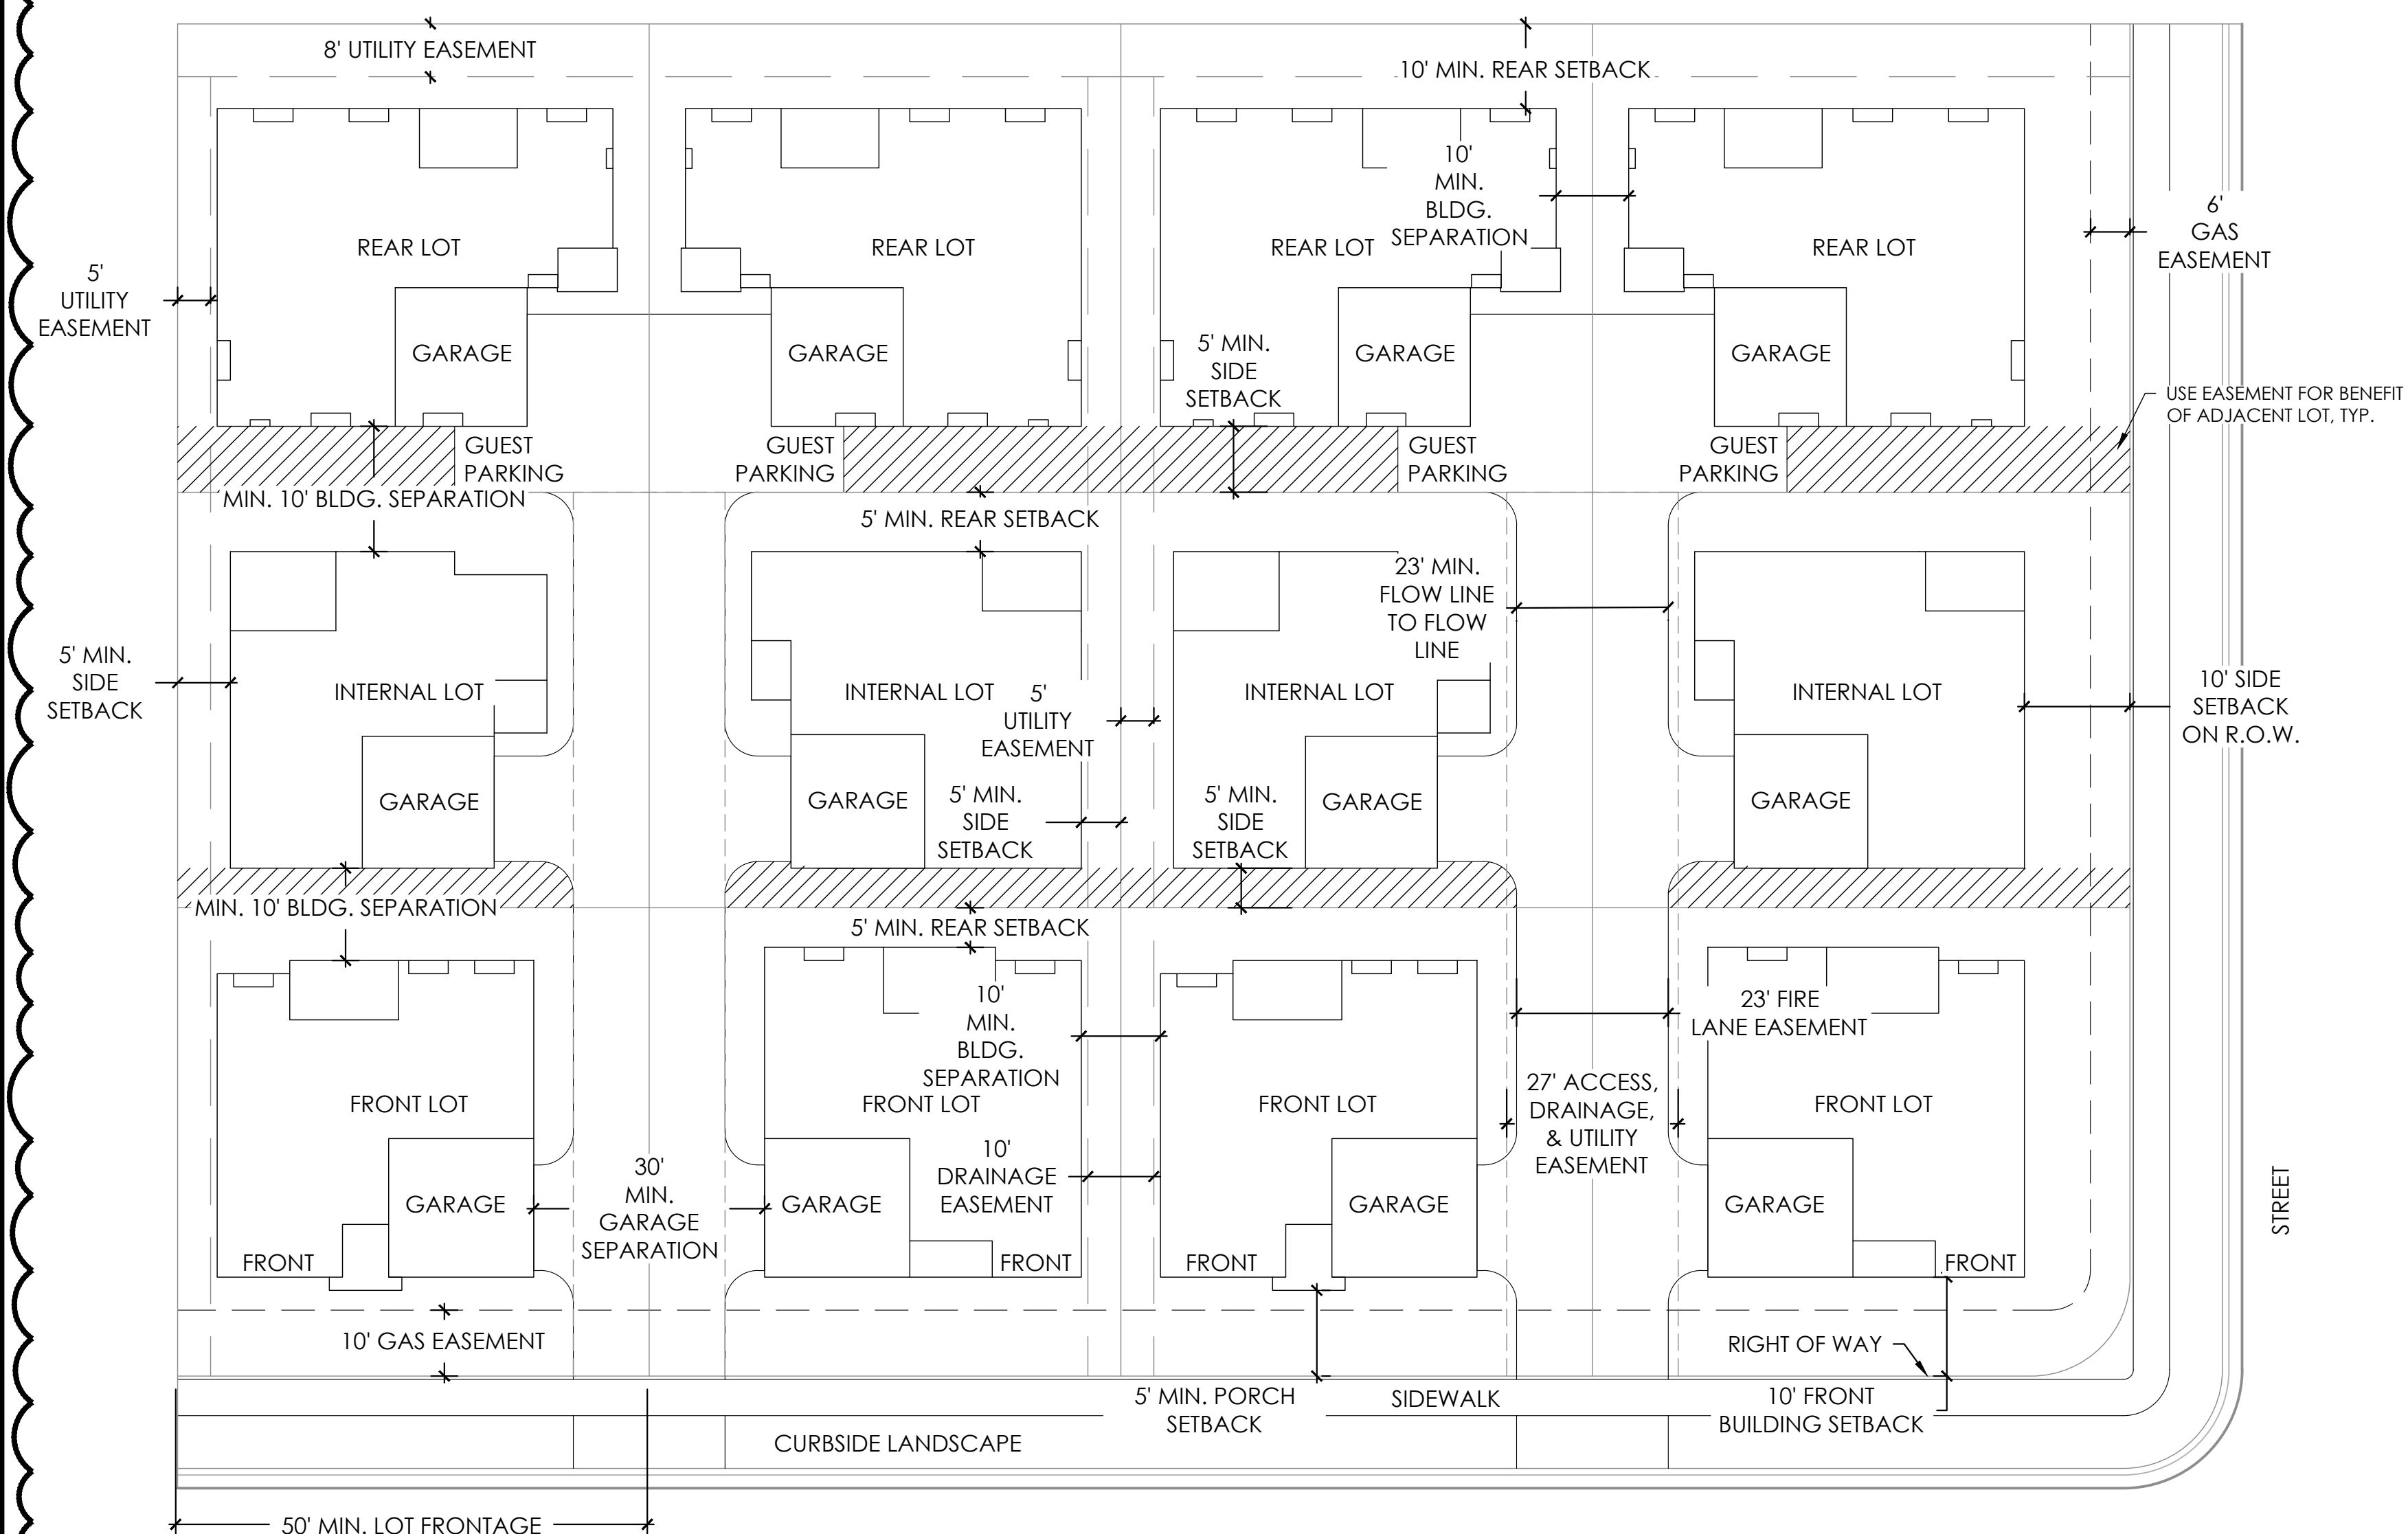 8' UTILITY EASEMENT
10' MIN. REAR SETBACK
10'
MIN.
BLDG.
SEPARATION
6'
GAS
EASEMENT
REAR LOT
REAR LOT
REAR LOT
REAR LOT
5'
UTILITY
EASEMENT
GARAGE
GARAGE
5' MIN.
SIDE
SETBACK
GARAGE
GARAGE
USE EASEMENT FOR BENEFIT
OF ADJACENT LOT, TYP.
GUEST
PARKING
GUEST
PARKING
GUEST
PARKING
GUEST
PARKING
MIN. 10' BLDG. SEPARATION
5' MIN. REAR SETBACK
23' MIN.
FLOW LINE
TO FLOW
LINE
5' MIN.
SIDE
SETBACK
INTERNAL LOT
INTERNAL LOT
INTERNAL LOT
INTERNAL LOT
5'
UTILITY
EASEMENT
10' SIDE
SETBACK
ON R.O.W.
GARAGE
GARAGE
5' MIN.
SIDE
SETBACK
5' MIN.
SIDE
SETBACK
GARAGE
GARAGE
MIN. 10' BLDG. SEPARATION
5' MIN. REAR SETBACK
10'
MIN.
BLDG.
SEPARATION
23' FIRE
LANE EASEMENT
27' ACCESS,
DRAINAGE,
& UTILITY
EASEMENT
FRONT LOT
FRONT LOT
FRONT LOT
FRONT LOT
30'
MIN.
GARAGE
SEPARATION
10'
DRAINAGE
EASEMENT
GARAGE
GARAGE
GARAGE
GARAGE
STREET
FRONT
FRONT
FRONT
FRONT
10' GAS EASEMENT
RIGHT OF WAY
5' MIN. PORCH
SETBACK
SIDEWALK
10' FRONT
BUILDING SETBACK
CURBSIDE LANDSCAPE
50' MIN. LOT FRONTAGE